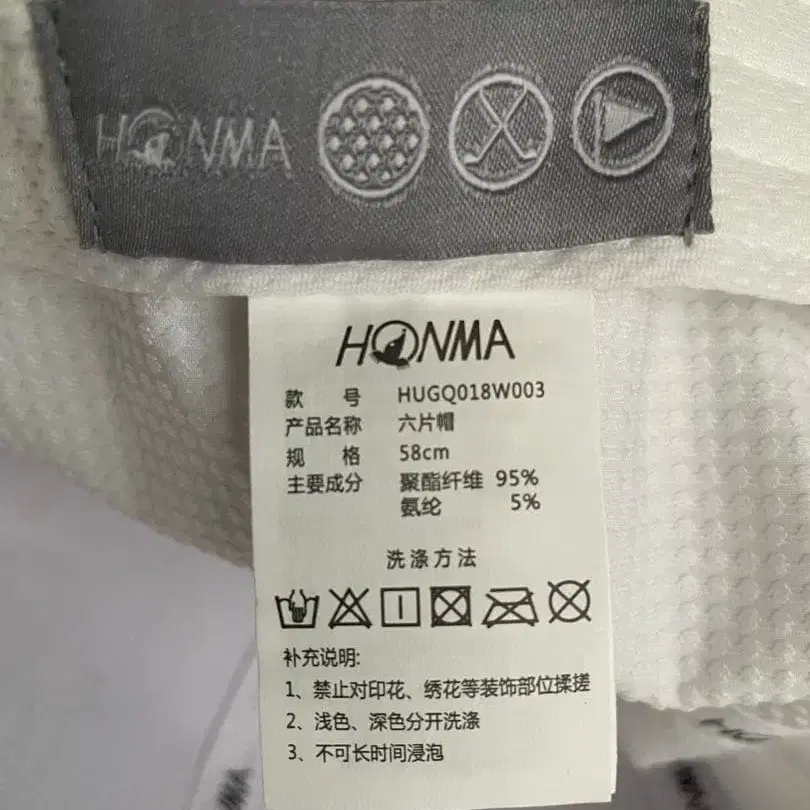 HONMA
HONMA
款 号 HUGQ018W003
产品名称 六片帽
规 格 58cm
主要成分 聚酯纤维 95%
氨纶 5%
洗涤方法
补充说明:
1、禁止对印花、绣花等装饰部位揉搓
2、浅色、深色分开洗涤
3、不可长时间浸泡
NMA